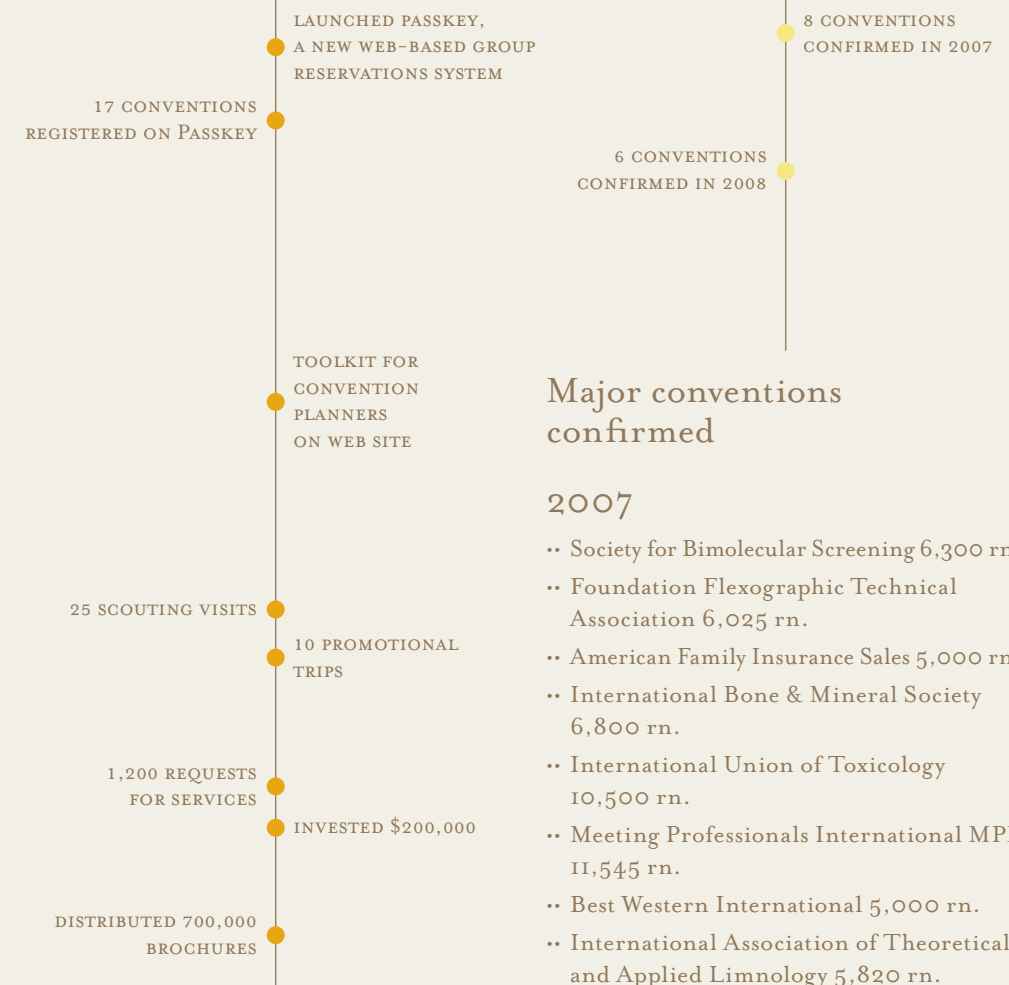 LAUNCHED PASSKEY,
A NEW WEB-BASED GROUP
RESERVATIONS SYSTEM
17 CONVENTIONS
REGISTERED ON PASSKEY
TOOLKIT FOR
CONVENTION
PLANNERS
ON WEB SITE
25 SCOUTING VISITS
10 PROMOTIONAL
TRIPS
1,200 REQUESTS
FOR SERVICES
INVESTED $200,000
DISTRIBUTED 700,000
BROCHURES
8 CONVENTIONS
CONFIRMED IN 2007
6 CONVENTIONS
CONFIRMED IN 2008
Major conventions
confirmed
2007
•• Society for Bimolecular Screening 6,300 rn
•• Foundation Flexographic Technical
Association 6,025 rn.
•• American Family Insurance Sales 5,000 rn
•• International Bone & Mineral Society
6,800 rn.
•• International Union of Toxicology
10,500 rn.
•• Meeting Professionals International MPI
11,545 rn.
•• Best Western International 5,000 rn.
•• International Association of Theoretical
and Applied Limnology 5,820 rn.